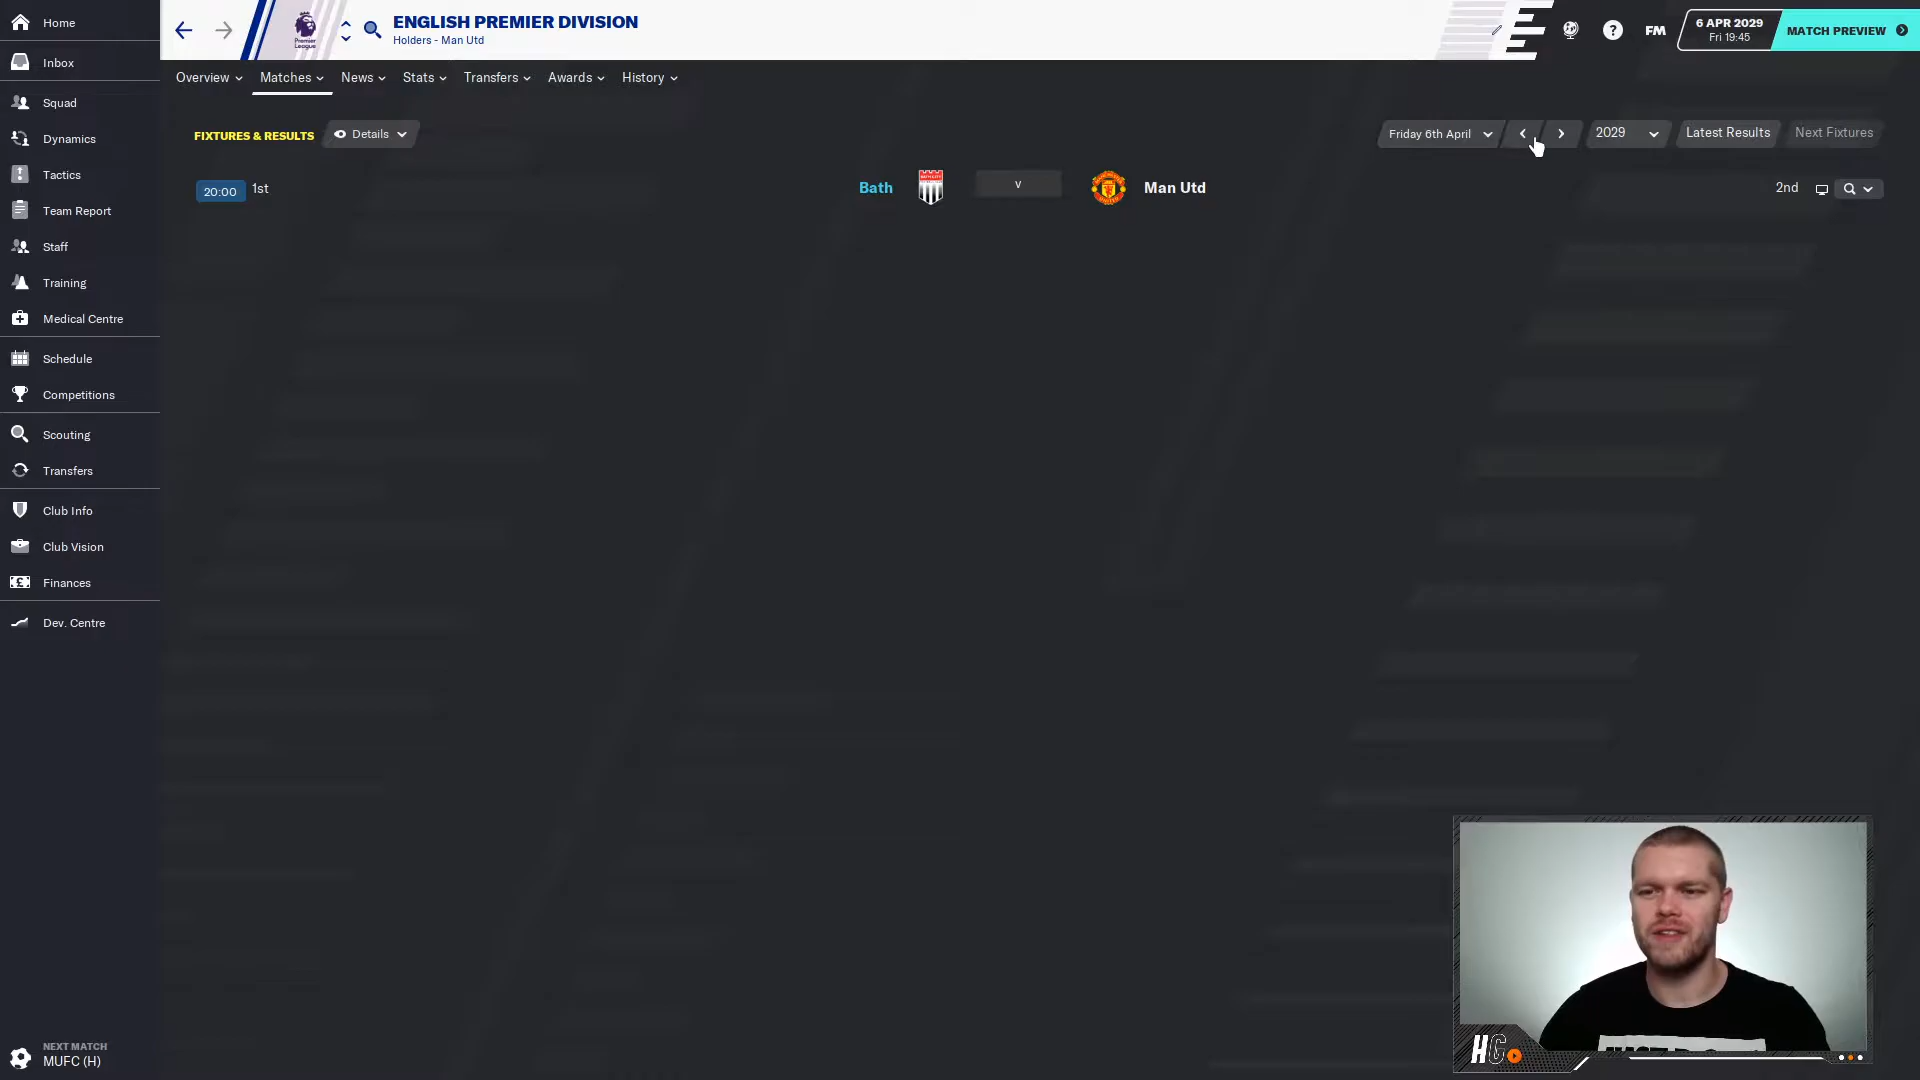 Home
Inbox
Squad
Dynamics
Tactics
Team Report
Staff
Training
Medical Centre
Schedule
Competitions
Scouting
Transfers
Club Info
Club Vision
Finances
Dev. Centre
NEXT MATCH
MUFC (H)
Premier League
ENGLISH PREMIER DIVISION
Holders - Man Utd
FM
6 APR 2029
Fri 19:45
MATCH PREVIEW
Overview Matches News Stats Transfers Awards History
FIXTURES & RESULTS Details
Friday 6th April 2029 Latest Results Next Fixtures
20:00 1st Bath v Man Utd 2nd
HG